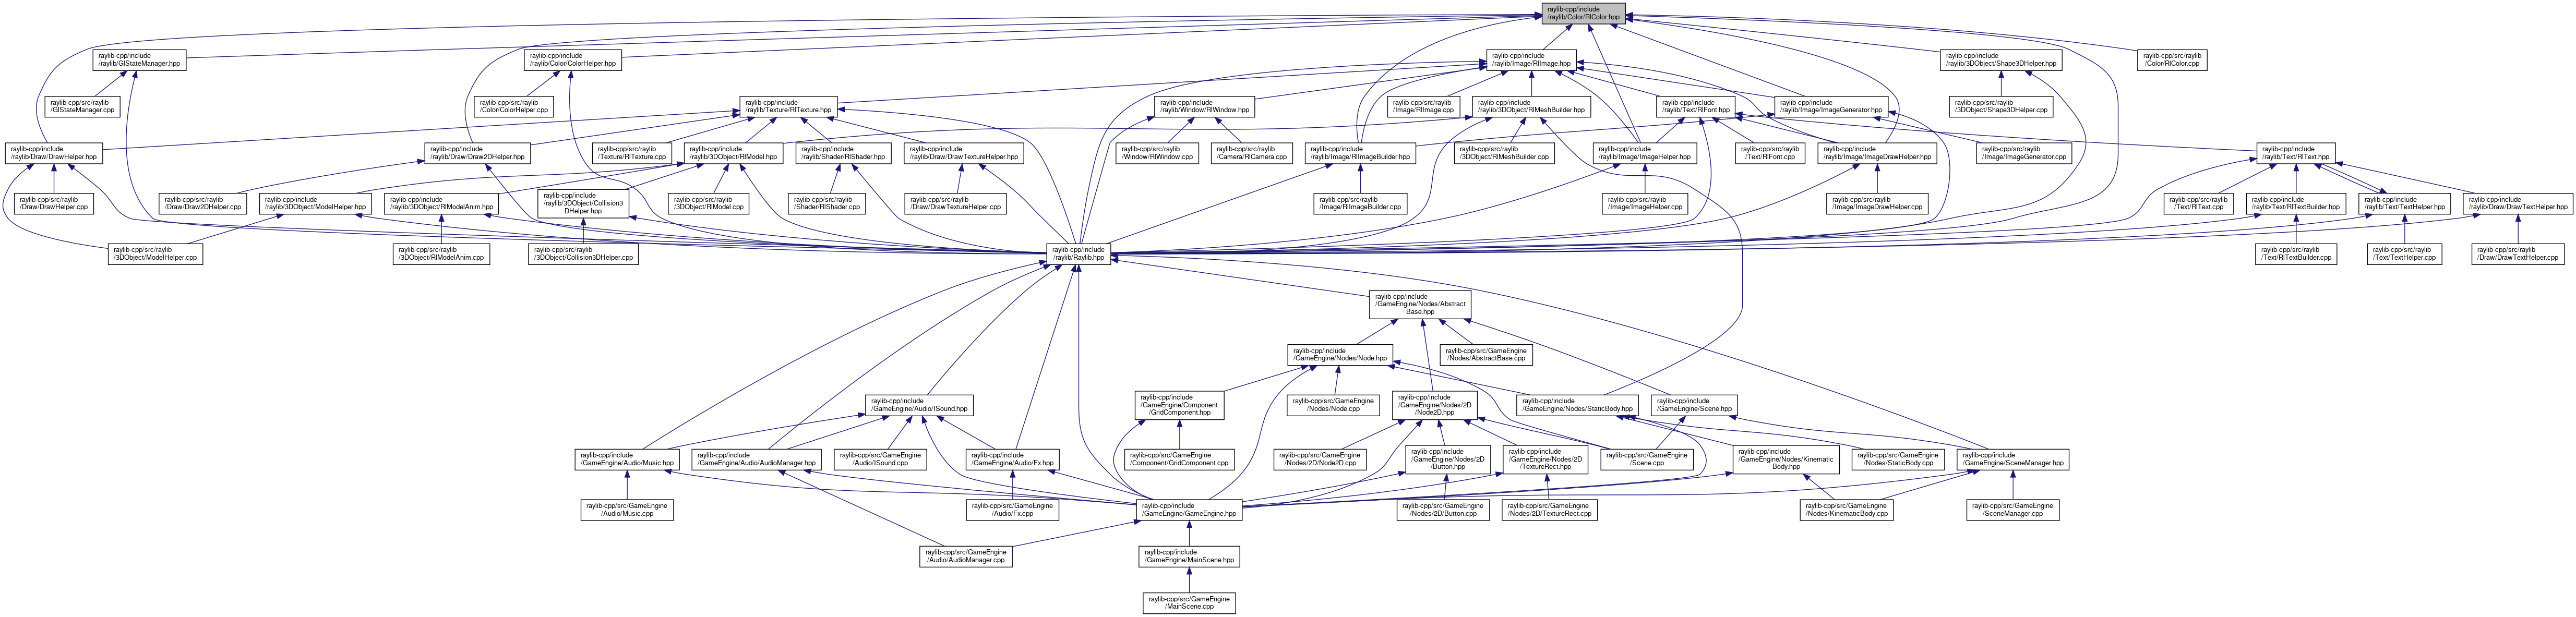 raylib-cpp/include
/raylib/Color/RlColor.hpp
raylib-cpp/include
/raylib/GlStateManager.hpp
raylib-cpp/include
/raylib/Color/ColorHelper.hpp
raylib-cpp/include
/raylib/Image/RlImage.hpp
raylib-cpp/include
/raylib/3DObject/Shape3DHelper.hpp
raylib-cpp/src/raylib
/Color/RlColor.cpp
raylib-cpp/src/raylib
/GlStateManager.cpp
raylib-cpp/src/raylib
/Color/ColorHelper.cpp
raylib-cpp/include
/raylib/Texture/RlTexture.hpp
raylib-cpp/include
/raylib/Window/RlWindow.hpp
raylib-cpp/src/raylib
/Image/RlImage.cpp
raylib-cpp/include
/raylib/3DObject/RlMeshBuilder.hpp
raylib-cpp/include
/raylib/Text/RlFont.hpp
raylib-cpp/include
/raylib/Image/ImageGenerator.hpp
raylib-cpp/src/raylib
/3DObject/Shape3DHelper.cpp
raylib-cpp/include
/raylib/Draw/DrawHelper.hpp
raylib-cpp/include
/raylib/Draw/Draw2DHelper.hpp
raylib-cpp/src/raylib
/Texture/RlTexture.cpp
raylib-cpp/include
/raylib/3DObject/RlModel.hpp
raylib-cpp/include
/raylib/Shader/RlShader.hpp
raylib-cpp/include
/raylib/Draw/DrawTextureHelper.hpp
raylib-cpp/src/raylib
/Window/RlWindow.cpp
raylib-cpp/src/raylib
/Camera/RlCamera.cpp
raylib-cpp/include
/raylib/Image/RlImageBuilder.hpp
raylib-cpp/src/raylib
/3DObject/RlMeshBuilder.cpp
raylib-cpp/include
/raylib/Image/ImageHelper.hpp
raylib-cpp/src/raylib
/Text/RlFont.cpp
raylib-cpp/include
/raylib/Image/ImageDrawHelper.hpp
raylib-cpp/src/raylib
/Image/ImageGenerator.cpp
raylib-cpp/include
/raylib/Text/RlText.hpp
raylib-cpp/src/raylib
/Draw/DrawHelper.cpp
raylib-cpp/src/raylib
/Draw/Draw2DHelper.cpp
raylib-cpp/include
/raylib/3DObject/ModelHelper.hpp
raylib-cpp/include
/raylib/3DObject/RlModelAnim.hpp
raylib-cpp/include
/raylib/3DObject/Collision3
DHelper.hpp
raylib-cpp/src/raylib
/3DObject/RlModel.cpp
raylib-cpp/src/raylib
/Shader/RlShader.cpp
raylib-cpp/src/raylib
/Draw/DrawTextureHelper.cpp
raylib-cpp/src/raylib
/Image/RlImageBuilder.cpp
raylib-cpp/src/raylib
/Image/ImageHelper.cpp
raylib-cpp/src/raylib
/Image/ImageDrawHelper.cpp
raylib-cpp/src/raylib
/Text/RlText.cpp
raylib-cpp/include
/raylib/Text/RlTextBuilder.hpp
raylib-cpp/include
/raylib/Text/TextHelper.hpp
raylib-cpp/include
/raylib/Draw/DrawTextHelper.hpp
raylib-cpp/src/raylib
/3DObject/ModelHelper.cpp
raylib-cpp/src/raylib
/3DObject/RlModelAnim.cpp
raylib-cpp/src/raylib
/3DObject/Collision3DHelper.cpp
raylib-cpp/include
/raylib/Raylib.hpp
raylib-cpp/src/raylib
/Text/RlTextBuilder.cpp
raylib-cpp/src/raylib
/Text/TextHelper.cpp
raylib-cpp/src/raylib
/Draw/DrawTextHelper.cpp
raylib-cpp/include
/GameEngine/Nodes/Abstract
Base.hpp
raylib-cpp/include
/GameEngine/Nodes/Node.hpp
raylib-cpp/src/GameEngine
/Nodes/AbstractBase.cpp
raylib-cpp/include
/GameEngine/Audio/ISound.hpp
raylib-cpp/include
/GameEngine/Component
/GridComponent.hpp
raylib-cpp/src/GameEngine
/Nodes/Node.cpp
raylib-cpp/include
/GameEngine/Nodes/2D
/Node2D.hpp
raylib-cpp/include
/GameEngine/Nodes/StaticBody.hpp
raylib-cpp/include
/GameEngine/Scene.hpp
raylib-cpp/include
/GameEngine/Audio/Music.hpp
raylib-cpp/include
/GameEngine/Audio/AudioManager.hpp
raylib-cpp/src/GameEngine
/Audio/ISound.cpp
raylib-cpp/include
/GameEngine/Audio/Fx.hpp
raylib-cpp/src/GameEngine
/Component/GridComponent.cpp
raylib-cpp/src/GameEngine
/Nodes/2D/Node2D.cpp
raylib-cpp/include
/GameEngine/Nodes/2D
/Button.hpp
raylib-cpp/include
/GameEngine/Nodes/2D
/TextureRect.hpp
raylib-cpp/src/GameEngine
/Scene.cpp
raylib-cpp/include
/GameEngine/Nodes/Kinematic
Body.hpp
raylib-cpp/src/GameEngine
/Nodes/StaticBody.cpp
raylib-cpp/include
/GameEngine/SceneManager.hpp
raylib-cpp/src/GameEngine
/Audio/Music.cpp
raylib-cpp/src/GameEngine
/Audio/Fx.cpp
raylib-cpp/include
/GameEngine/GameEngine.hpp
raylib-cpp/src/GameEngine
/Nodes/2D/Button.cpp
raylib-cpp/src/GameEngine
/Nodes/2D/TextureRect.cpp
raylib-cpp/src/GameEngine
/Nodes/KinematicBody.cpp
raylib-cpp/src/GameEngine
/SceneManager.cpp
raylib-cpp/src/GameEngine
/Audio/AudioManager.cpp
raylib-cpp/include
/GameEngine/MainScene.hpp
raylib-cpp/src/GameEngine
/MainScene.cpp